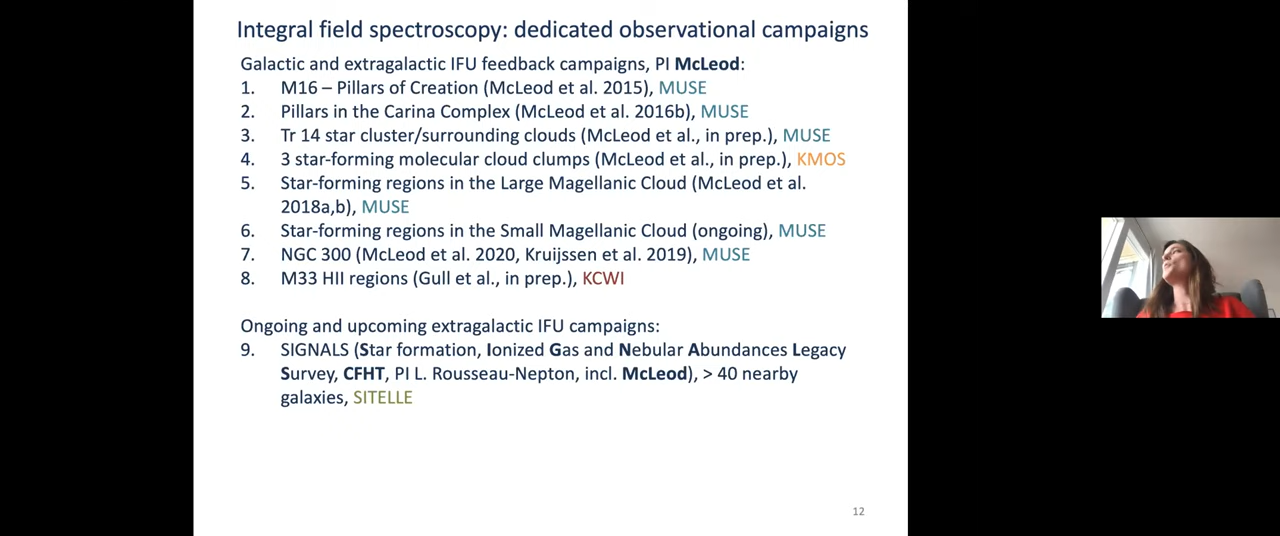 Integral field spectroscopy: dedicated observational campaigns
Galactic and extragalactic IFU feedback campaigns, PI McLeod:
1. M16 – Pillars of Creation (McLeod et al. 2015), MUSE
2. Pillars in the Carina Complex (McLeod et al. 2016b), MUSE
3. Tr 14 star cluster/surrounding clouds (McLeod et al., in prep.), MUSE
4. 3 star-forming molecular cloud clumps (McLeod et al., in prep.), KMOS
5. Star-forming regions in the Large Magellanic Cloud (McLeod et al.
2018a,b), MUSE
6. Star-forming regions in the Small Magellanic Cloud (ongoing), MUSE
7. NGC 300 (McLeod et al. 2020, Kruijssen et al. 2019), MUSE
8. M33 HII regions (Gull et al., in prep.), KCWI
Ongoing and upcoming extragalactic IFU campaigns:
9. SIGNALS (Star formation, Ionized Gas and Nebular Abundances Legacy
Survey, CFHT, PI L. Rousseau-Nepton, incl. McLeod), > 40 nearby
galaxies, SITELLE
12